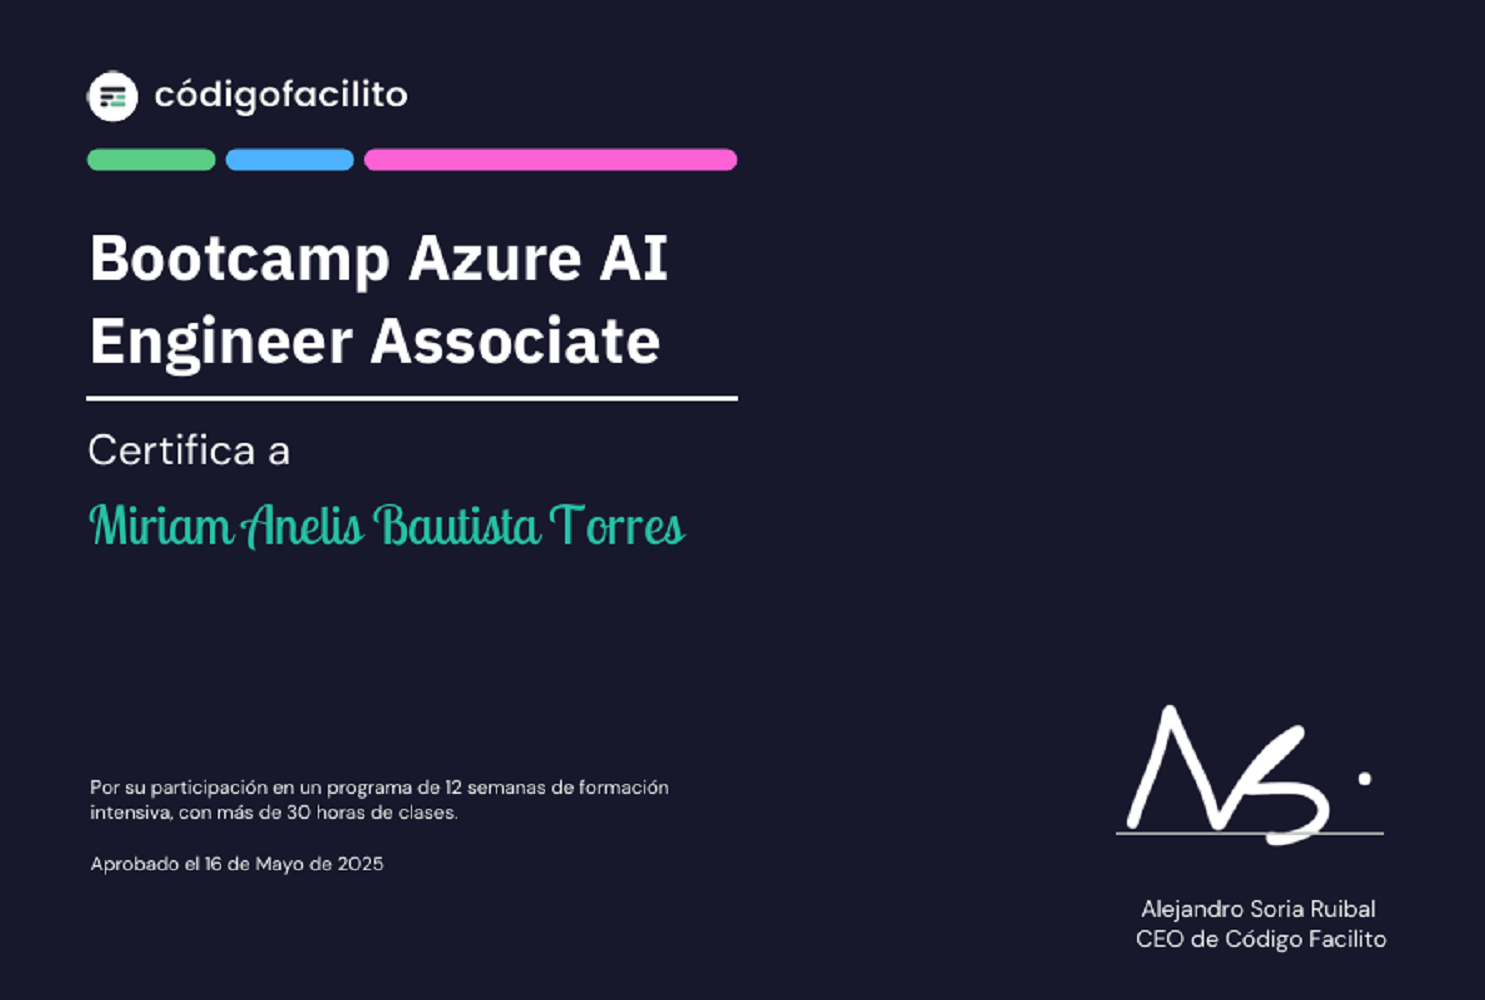 códigofacilito
Bootcamp Azure AI
Engineer Associate
Certifica a
Miriam Anelis Bautista Torres
Por su participación en un programa de 12 semanas de formación
intensiva, con más de 30 horas de clases.
Aprobado el 16 de Mayo de 2025
Alejandro Soria Ruibal
CEO de Código Facilito